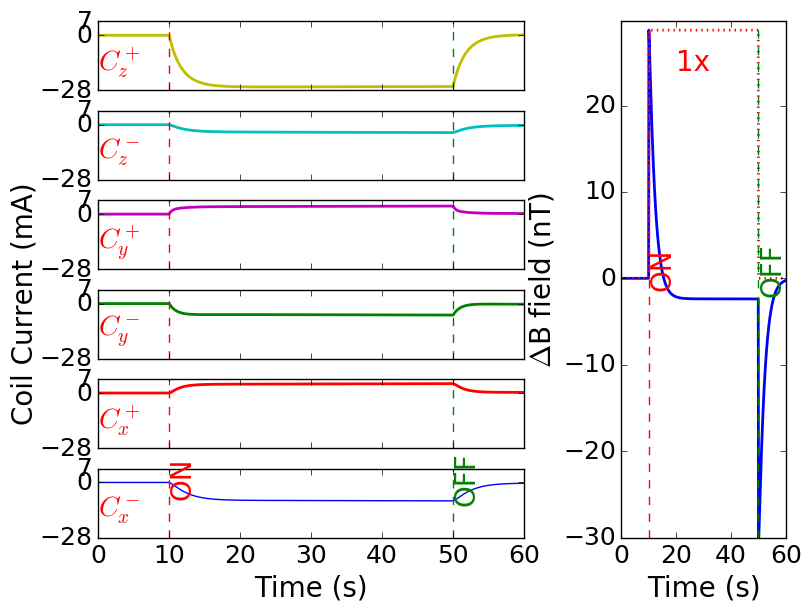 Coil Current (mA)
7
0
−28
C_z^+
7
0
−28
C_z^−
7
0
−28
C_y^+
7
0
−28
C_y^−
7
0
−28
C_x^+
7
0
−28
C_x^−
ON
OFF
0 10 20 30 40 50 60
Time (s)
ΔB field (nT)
20
10
0
−10
−20
−30
1x
ON
OFF
0 20 40 60
Time (s)